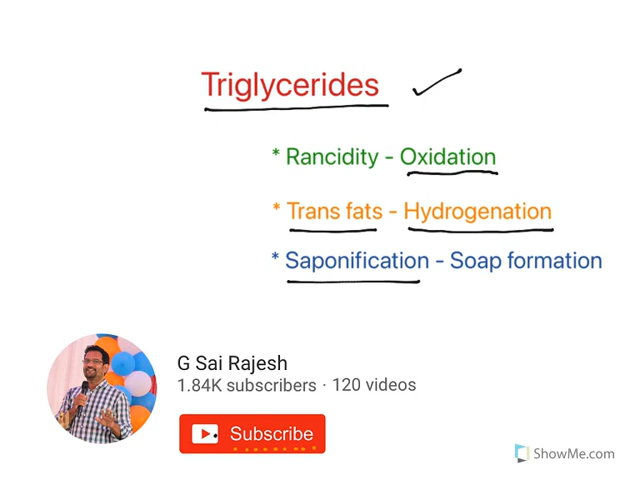 Triglycerides
* Rancidity - Oxidation
* Trans fats - Hydrogenation
* Saponification - Soap formation
G Sai Rajesh
1.84K subscribers · 120 videos
Subscribe
ShowMe.com